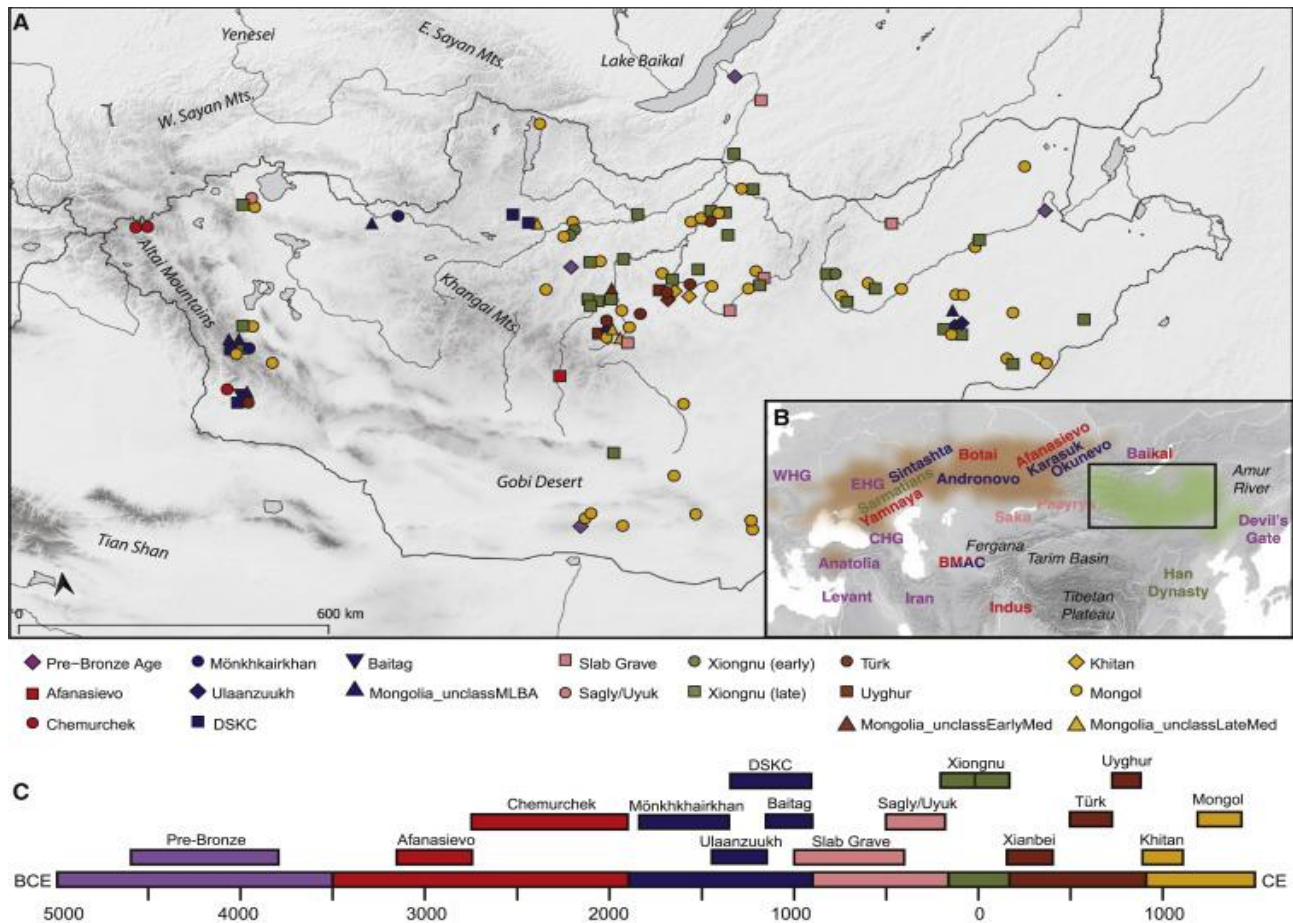 A
Yenesei
E. Sayan Mts.
Lake Baikal
W. Sayan Mts.
Altai Mountains
Khangai Mts.
Gobi Desert
Tian Shan
0
600 km
B
WHG
EHG
Sintashta
Sarmatians
Yamnaya
Botai
Andronovo
Afanasievo
Karasuk
Okunevo
Baikal
Amur
River
Saka
Pazyryk
Devil's
Gate
CHG
Fergana
Anatolia
BMAC
Tarim Basin
Levant
Iran
Indus
Tibetan
Plateau
Han
Dynasty
Pre-Bronze Age
Mönkhkairkhan
Baitag
Slab Grave
Xiongnu (early)
Türk
Khitan
Afanasievo
Ulaanzuukh
Mongolia_unclassMLBA
Sagly/Uyuk
Xiongnu (late)
Uyghur
Mongol
Chemurchek
DSKC
Mongolia_unclassEarlyMed
Mongolia_unclassLateMed
C
DSKC
Xiongnu
Uyghur
Chemurchek
Mönkhkhairkhan
Baitag
Sagly/Uyuk
Türk
Mongol
Pre-Bronze
Afanasievo
Ulaanzuukh
Slab Grave
Xianbei
Khitan
BCE
CE
5000
4000
3000
2000
1000
0
1000